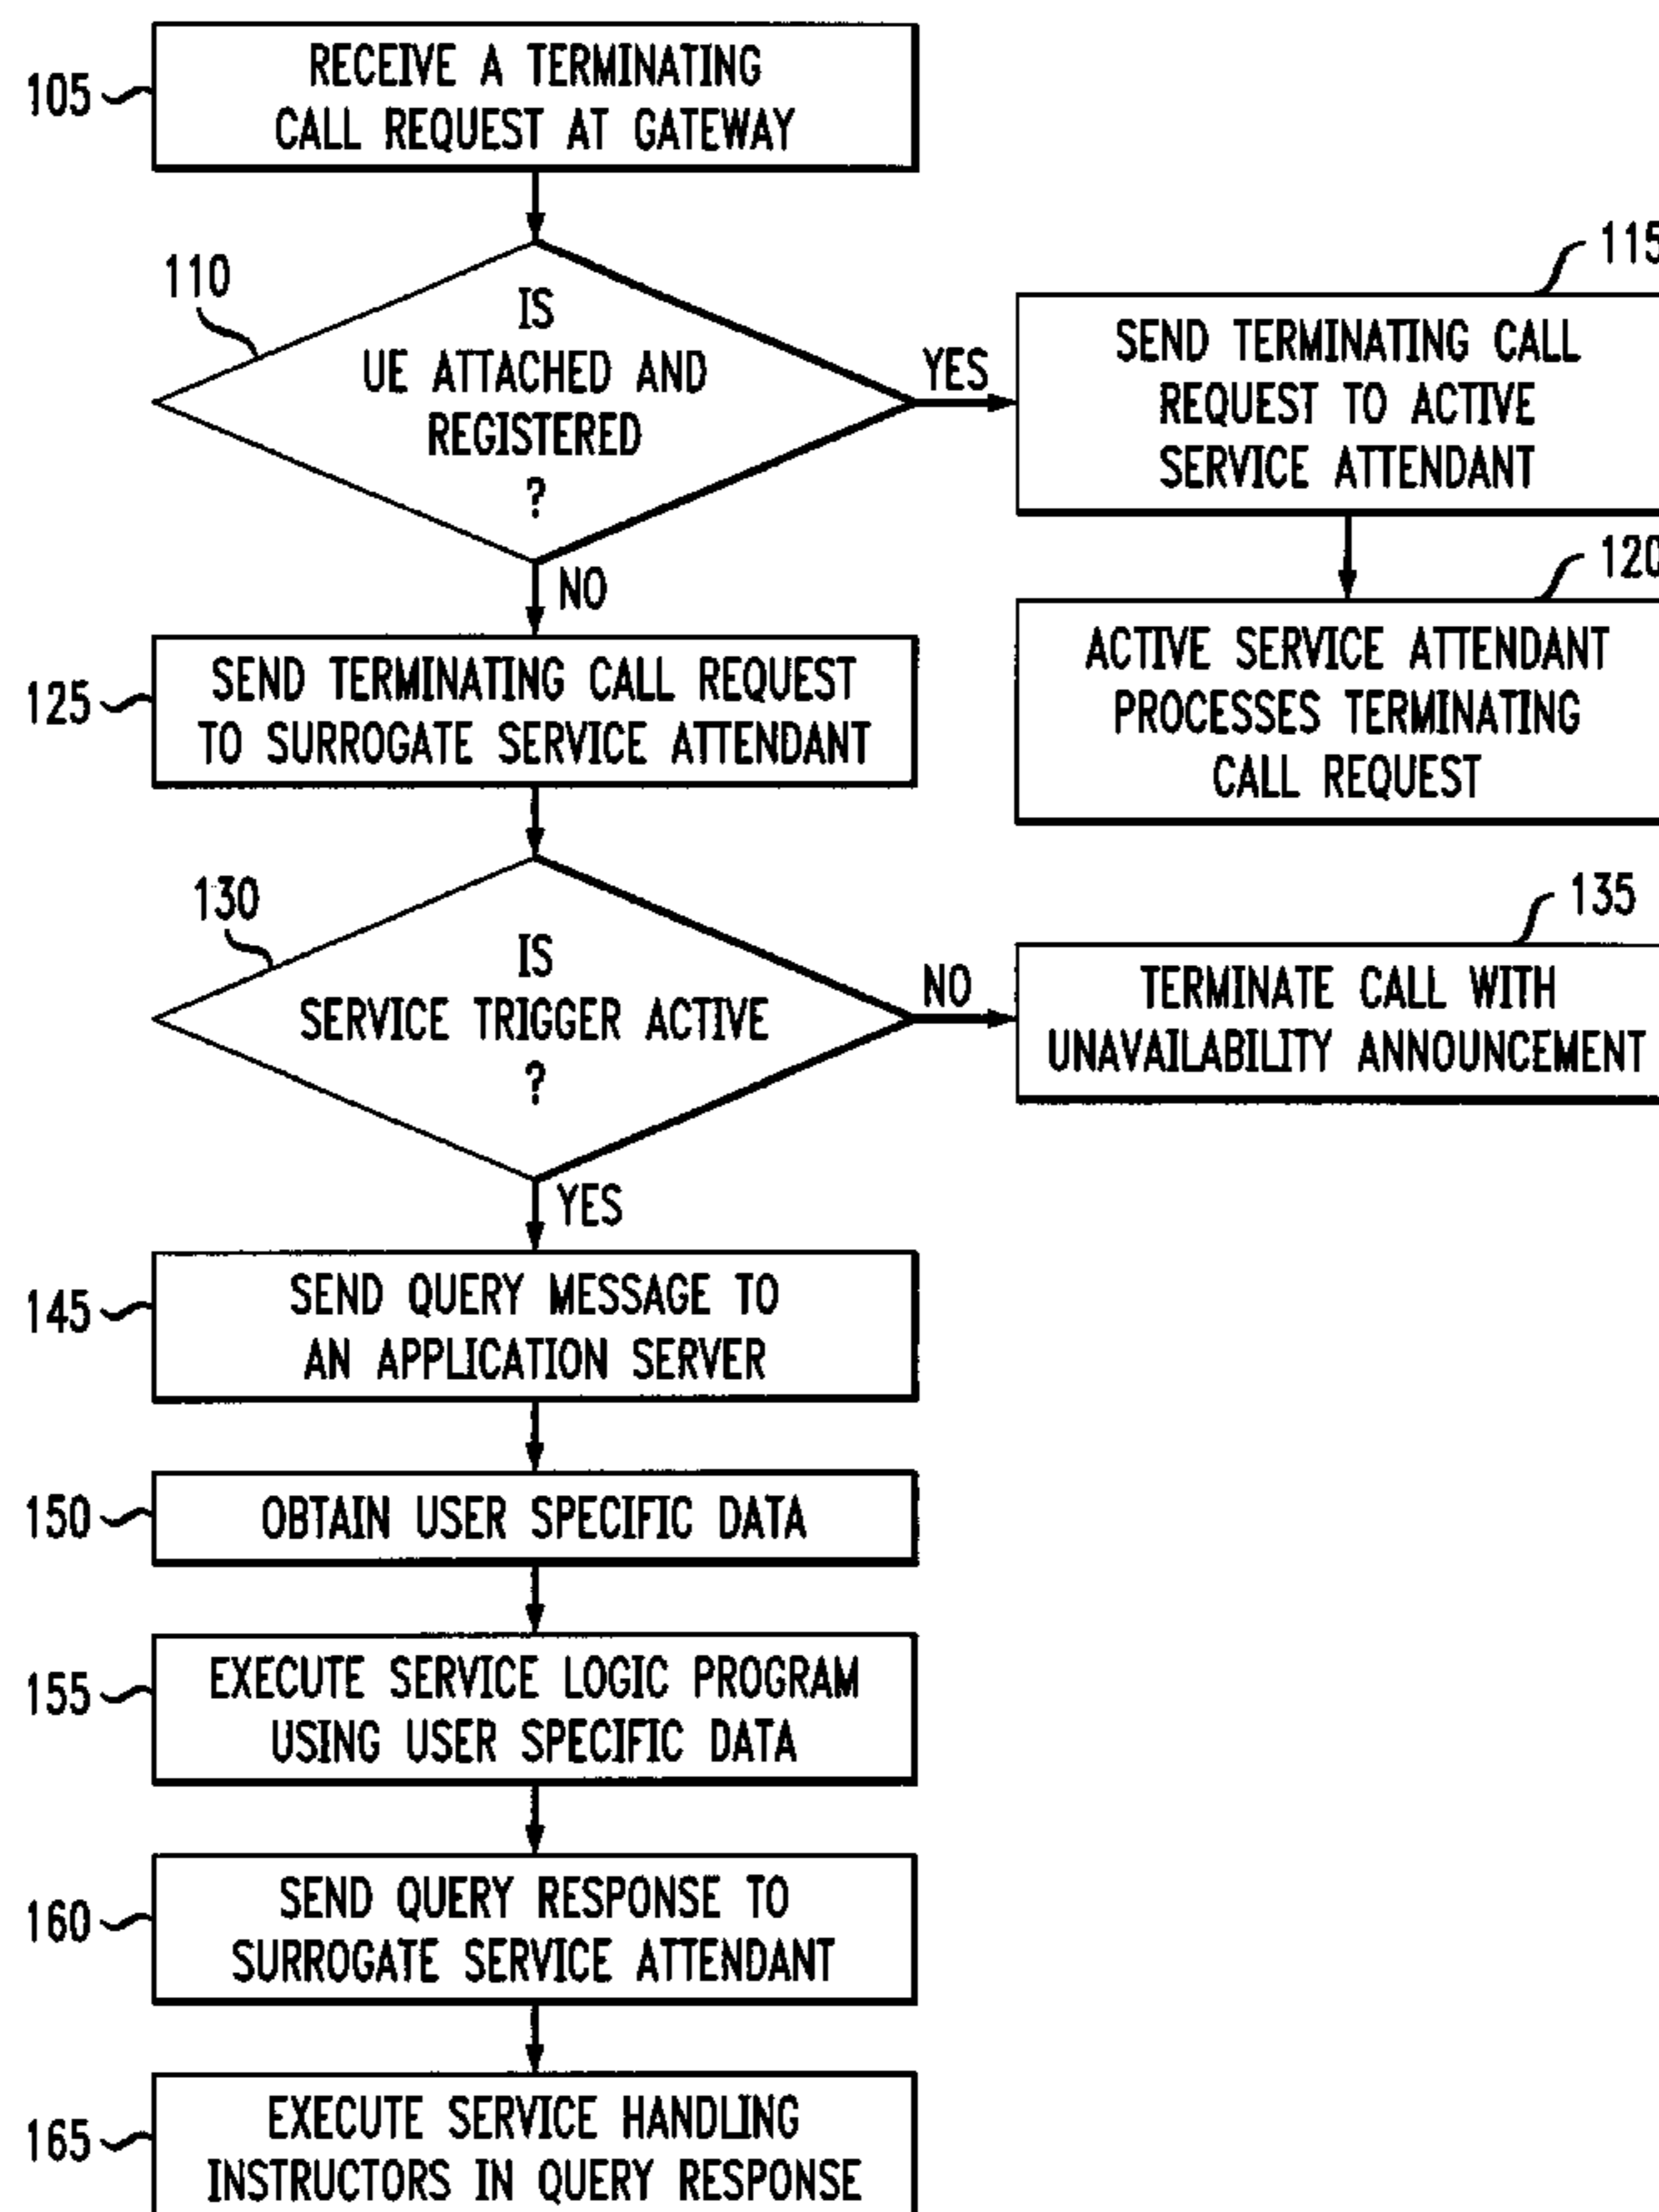 105
RECEIVE A TERMINATING
CALL REQUEST AT GATEWAY
110
IS
UE ATTACHED AND
REGISTERED
?
YES
115
SEND TERMINATING CALL
REQUEST TO ACTIVE
SERVICE ATTENDANT
120
ACTIVE SERVICE ATTENDANT
PROCESSES TERMINATING
CALL REQUEST
NO
125
SEND TERMINATING CALL REQUEST
TO SURROGATE SERVICE ATTENDANT
130
IS
SERVICE TRIGGER ACTIVE
?
NO
135
TERMINATE CALL WITH
UNAVAILABILITY ANNOUNCEMENT
YES
145
SEND QUERY MESSAGE TO
AN APPLICATION SERVER
150
OBTAIN USER SPECIFIC DATA
155
EXECUTE SERVICE LOGIC PROGRAM
USING USER SPECIFIC DATA
160
SEND QUERY RESPONSE TO
SURROGATE SERVICE ATTENDANT
165
EXECUTE SERVICE HANDLING
INSTRUCTORS IN QUERY RESPONSE